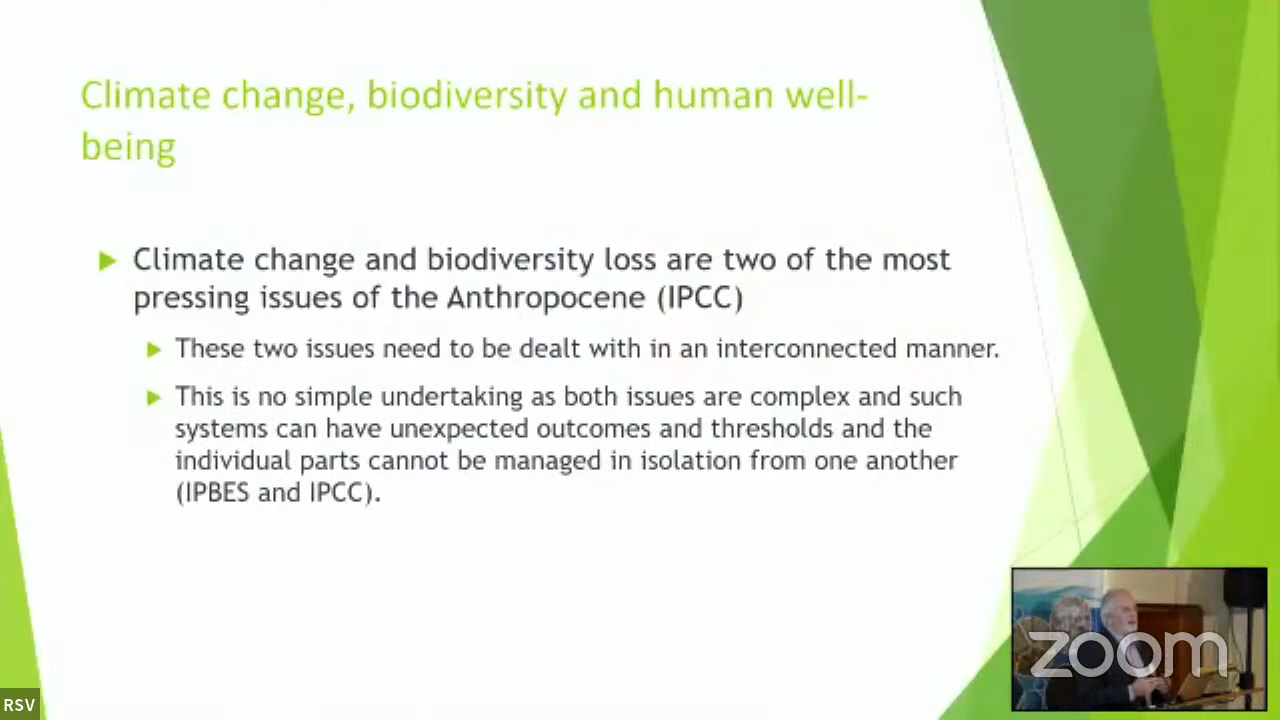 Climate change, biodiversity and human well-
being
Climate change and biodiversity loss are two of the most
pressing issues of the Anthropocene (IPCC)
These two issues need to be dealt with in an interconnected manner.
This is no simple undertaking as both issues are complex and such
systems can have unexpected outcomes and thresholds and the
individual parts cannot be managed in isolation from one another
(IPBES and IPCC).
zoom
RSV